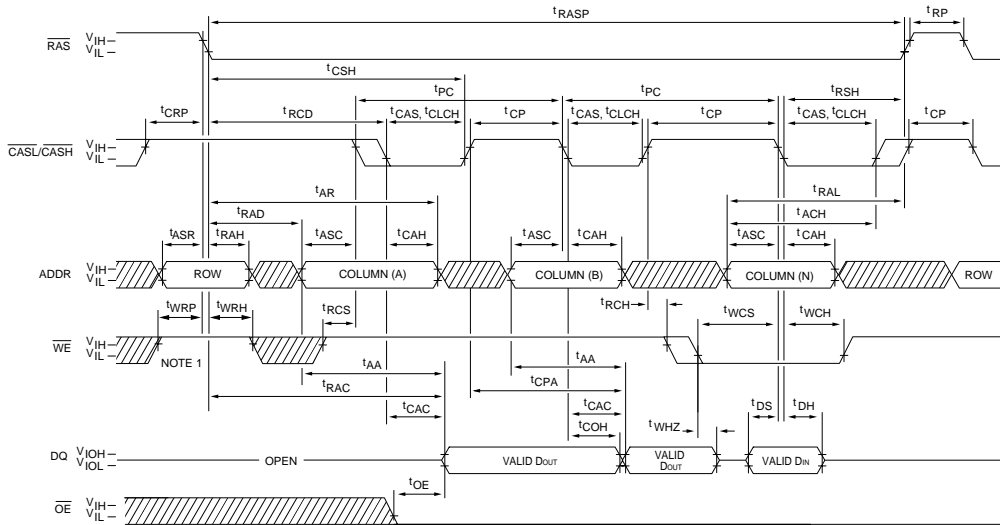 tRASP
tRP
RAS
VIH
VIL
tCSH
tPC
tPC
tRSH
tCRP
tRCD
tCAS, tCLCH
tCP
tCAS, tCLCH
tCP
tCAS, tCLCH
tCP
CASL/CASH
VIH
VIL
tAR
tRAL
tRAD
tACH
tASR
tRAH
tASC
tCAH
tASC
tCAH
tASC
tCAH
ADDR
VIH
VIL
ROW
COLUMN (A)
COLUMN (B)
COLUMN (N)
ROW
tRCS
tRCH
tWRP
tWRH
tWCS
tWCH
WE
VIH
VIL
NOTE 1
tAA
tAA
tRAC
tCPA
tCAC
tCAC
tDS
tDH
tCOH
tWHZ
DQ
VIOH
VIOL
OPEN
VALID DOUT
VALID
DOUT
VALID DIN
tOE
OE
VIH
VIL